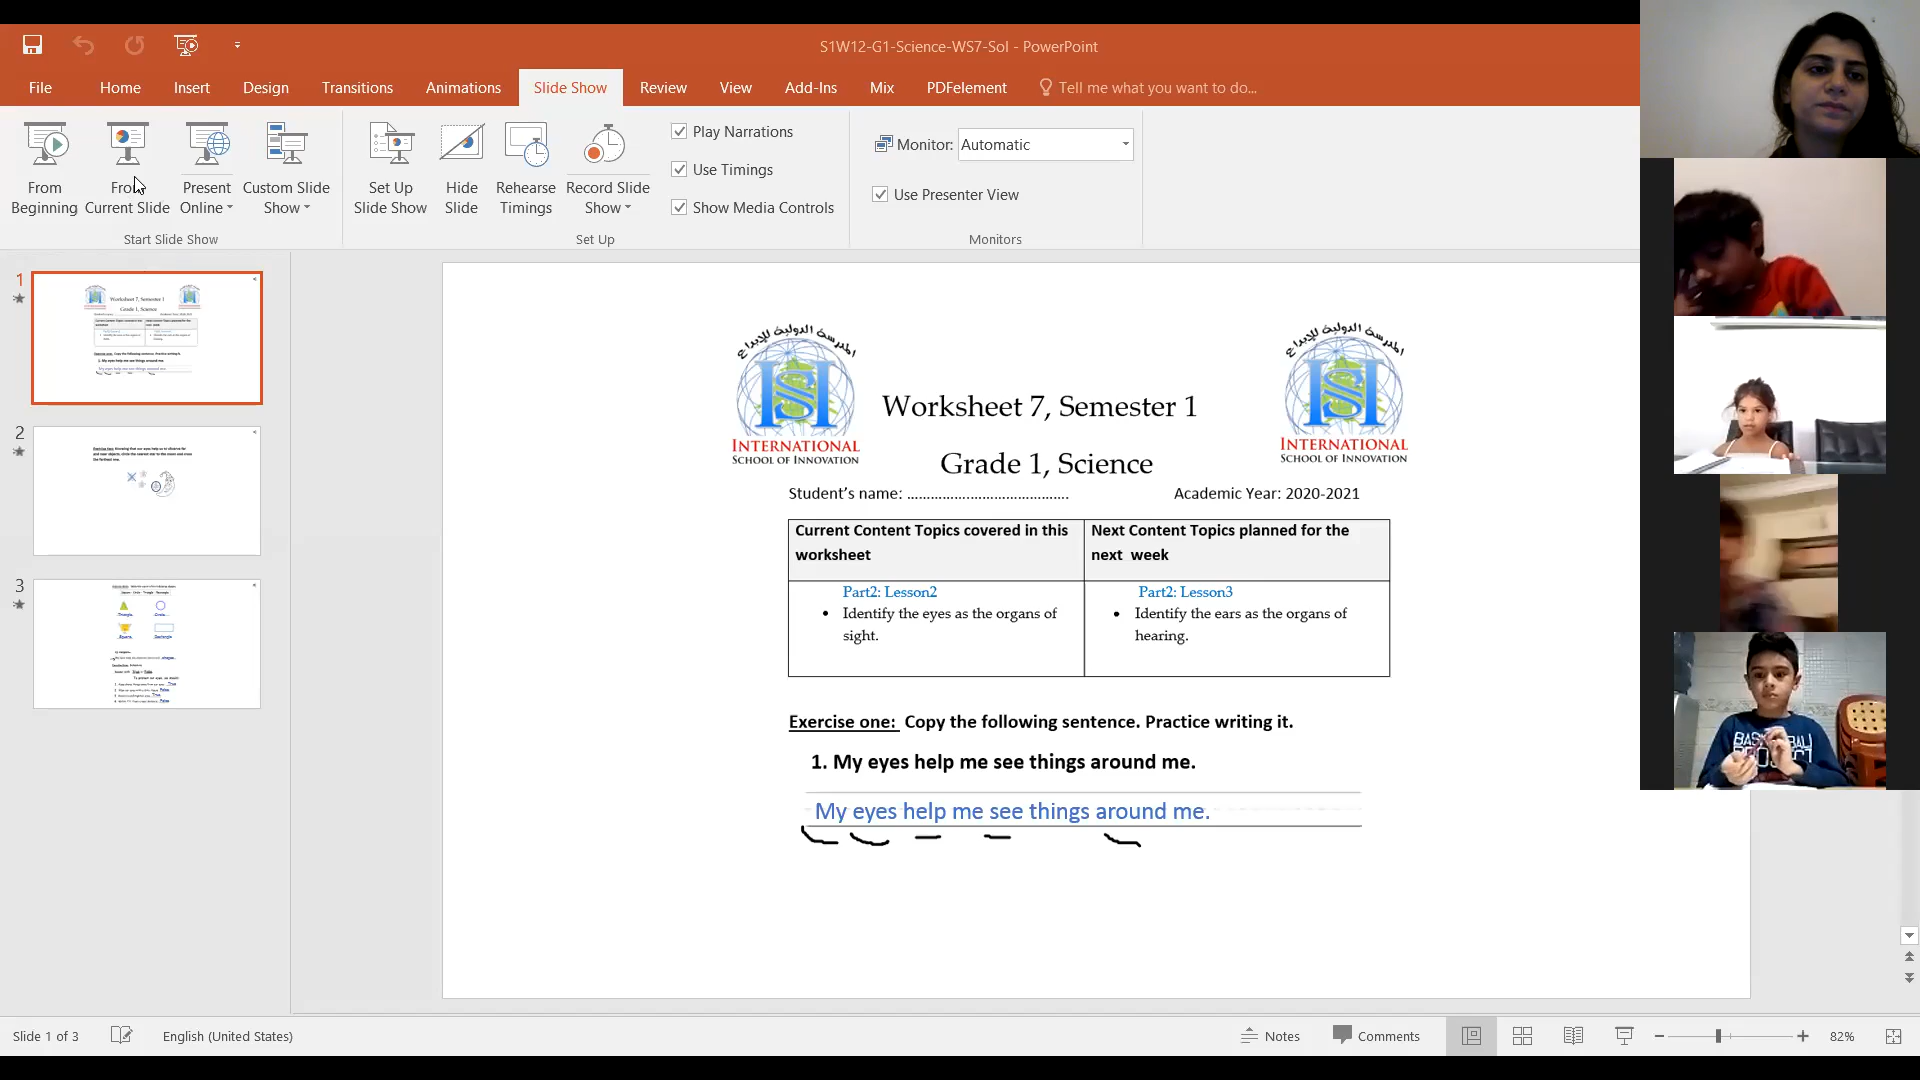 S1W12-G1-Science-WS7-Sol - PowerPoint
File Home Insert Design Transitions Animations Slide Show Review View Add-Ins Mix PDFelement Tell me what you want to do...
From Beginning
From Current Slide
Present Online
Custom Slide Show
Set Up Slide Show
Hide Slide
Rehearse Timings
Record Slide Show
Play Narrations
Use Timings
Show Media Controls
Monitor: Automatic
Use Presenter View
Start Slide Show
Set Up
Monitors
1
2
3
المدرسة الدولية للإبداع
ISI
INTERNATIONAL
SCHOOL OF INNOVATION
Worksheet 7, Semester 1
Grade 1, Science
المدرسة الدولية للإبداع
ISI
INTERNATIONAL
SCHOOL OF INNOVATION
Student's name: ..........................................
Academic Year: 2020-2021
Current Content Topics covered in this
worksheet
Part2: Lesson2
• Identify the eyes as the organs of
sight.
Next Content Topics planned for the
next week
Part2: Lesson3
• Identify the ears as the organs of
hearing.
Exercise one: Copy the following sentence. Practice writing it.
1. My eyes help me see things around me.
My eyes help me see things around me.
Slide 1 of 3
English (United States)
Notes
Comments
82%